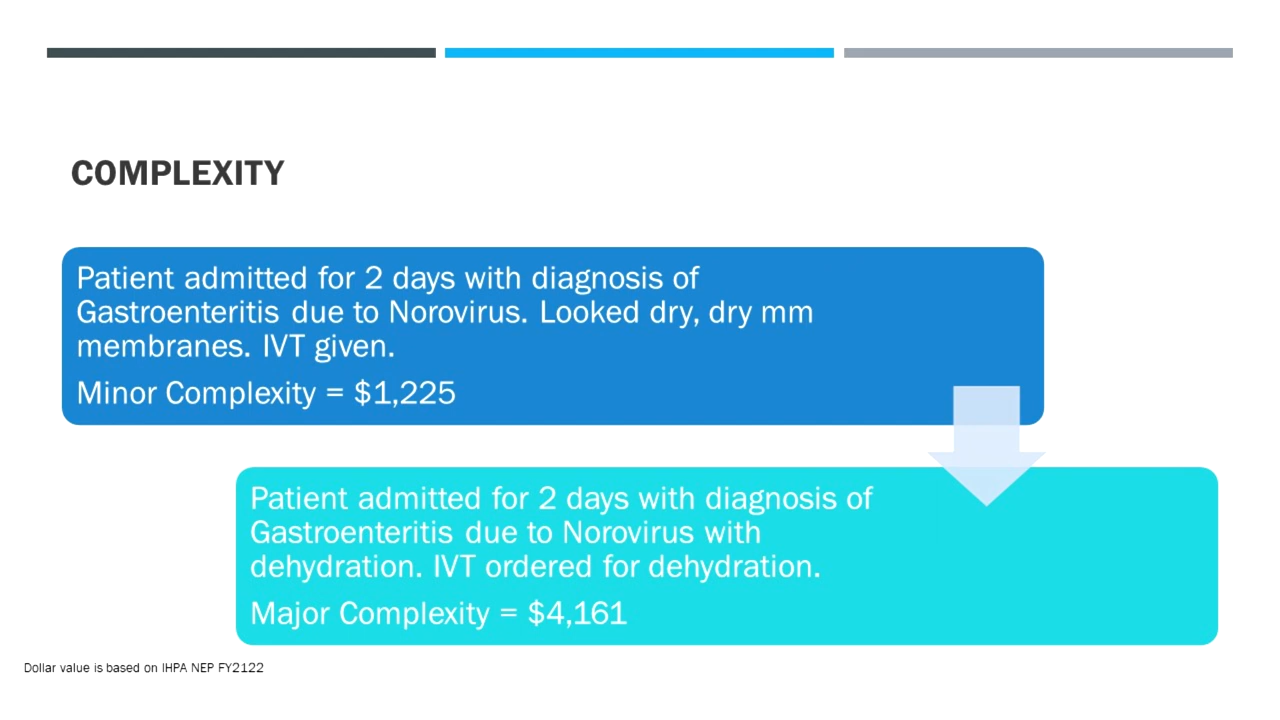 COMPLEXITY
Patient admitted for 2 days with diagnosis of
Gastroenteritis due to Norovirus. Looked dry, dry mm
membranes. IVT given.
Minor Complexity = $1,225
Patient admitted for 2 days with diagnosis of
Gastroenteritis due to Norovirus with
dehydration. IVT ordered for dehydration.
Major Complexity = $4,161
Dollar value is based on IHPA NEP FY2122